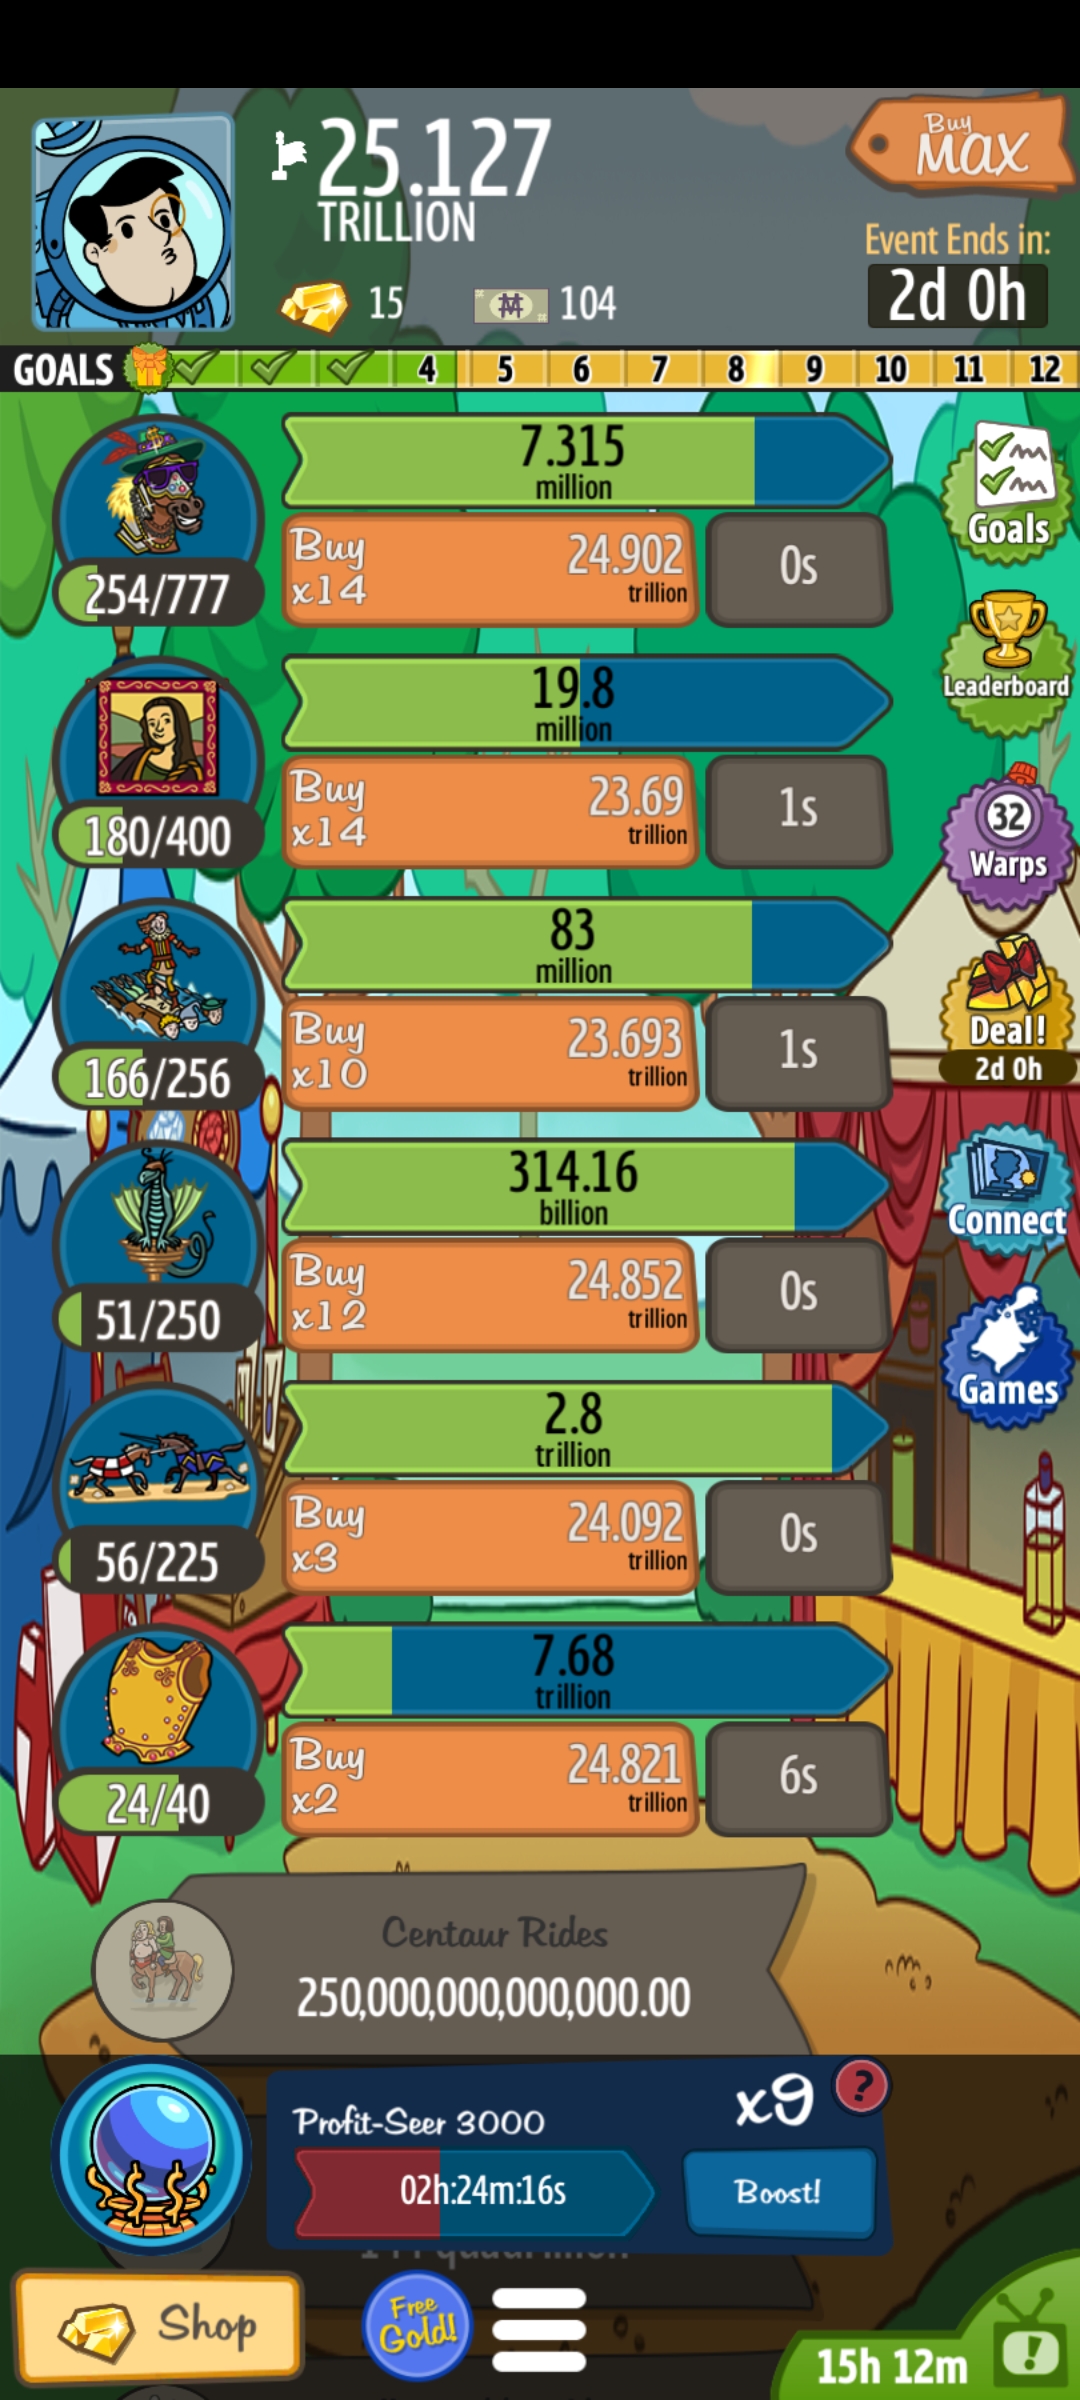 25.127
TRILLION
Buy
MAX
Event Ends in:
2d 0h
15
104
GOALS 4 5 6 7 8 9 10 11 12
7.315
million
Buy
x14
24.902
trillion
0s
254/777
Goals
19.8
million
Leaderboard
Buy
x14
23.69
trillion
1s
180/400
32
Warps
83
million
Buy
x10
23.693
trillion
1s
166/256
Deal!
2d 0h
314.16
billion
Connect
Buy
x12
24.852
trillion
0s
51/250
Games
2.8
trillion
Buy
x3
24.092
trillion
0s
56/225
7.68
trillion
Buy
x2
24.821
trillion
6s
24/40
Centaur Rides
250,000,000,000,000.00
Profit-Seer 3000
x9
?
02h:24m:16s
Boost!
Shop
Free
Gold!
15h 12m
!